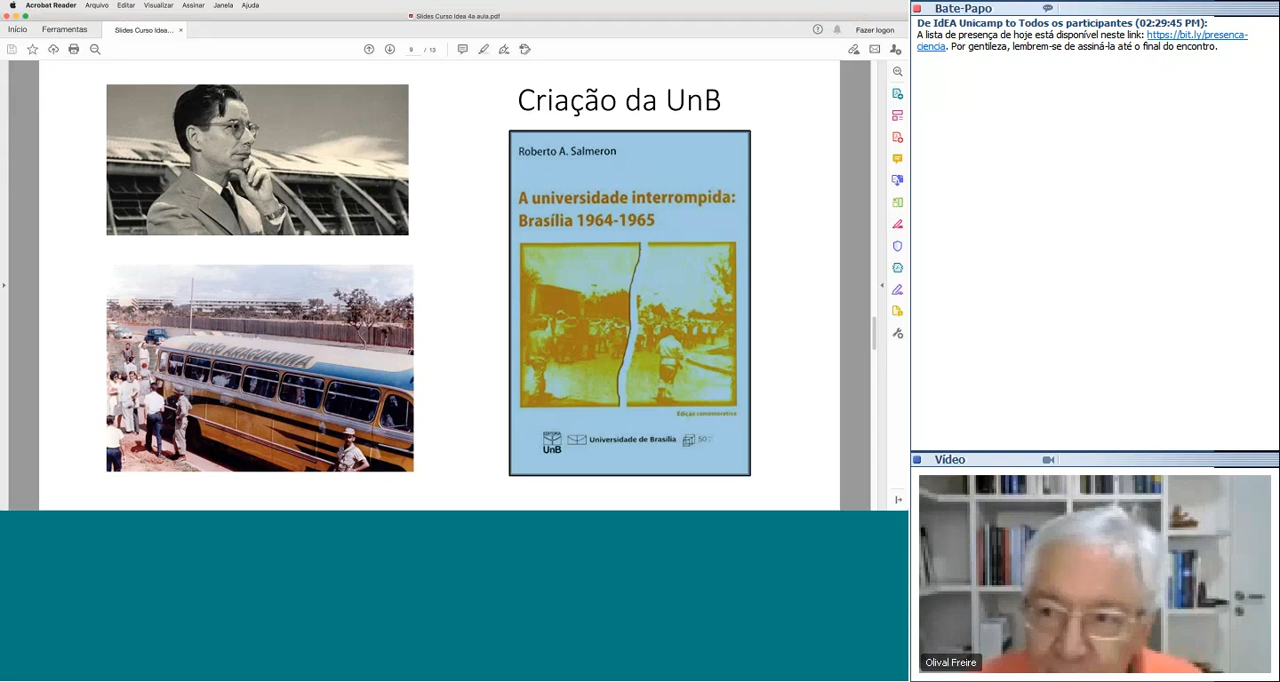 Acrobat Reader Arquivo Editar Visualizar Assinar Janela Ajuda
Slides Curso Idea 4a aula.pdf
Início Ferramentas Slides Curso Idea... × Fazer logon
9 / 13
Criação da UnB
Roberto A. Salmeron
A universidade interrompida:
Brasília 1964-1965
Edição comemorativa
EDITORA
UnB
Universidade de Brasília
50
Bate-Papo
De IdEA Unicamp to Todos os participantes (02:29:45 PM):
A lista de presença de hoje está disponível neste link: https://bit.ly/presenca-
ciencia. Por gentileza, lembrem-se de assiná-la até o final do encontro.
Vídeo
Olival Freire